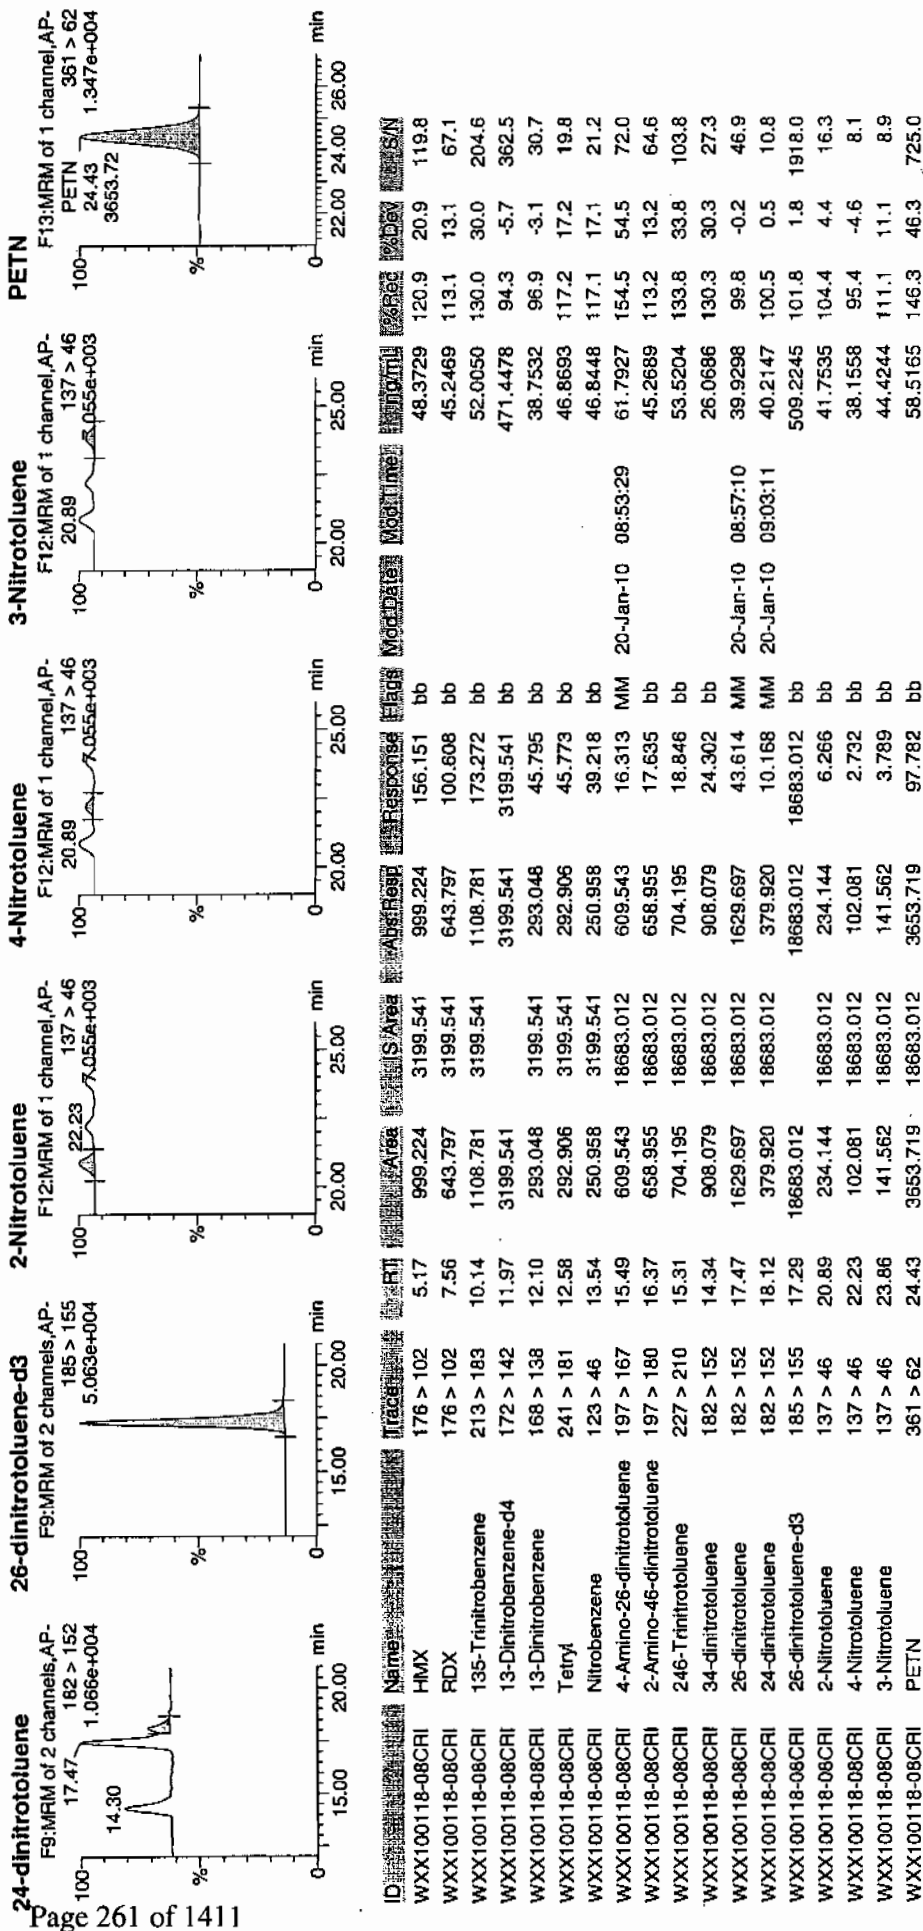 24-dinitrotoluene
F9:MRM of 2 channels,AP-
182 > 152
1.066e+004
17.47
14.30
100
%
0
15.00 20.00 min
26-dinitrotoluene-d3
F9:MRM of 2 channels,AP-
185 > 155
5.063e+004
100
%
0
15.00 20.00 min
2-Nitrotoluene
F12:MRM of 1 channel,AP-
137 > 46
7.055e+003
22.23
100
%
0
20.00 25.00 min
4-Nitrotoluene
F12:MRM of 1 channel,AP-
137 > 46
7.055e+003
20.89
100
%
0
20.00 25.00 min
3-Nitrotoluene
F12:MRM of 1 channel,AP-
137 > 46
7.055e+003
20.89
100
%
0
20.00 25.00 min
PETN
F13:MRM of 1 channel,AP-
361 > 62
1.347e+004
PETN
24.43
3653.72
100
%
0
22.00 24.00 26.00 min
ID Name Trace RT Area IS Area Abs.Resp Response Flags Mod.Date Mod.Time ng/mL %Rec %Dev S/N
WXX100118-08CRI HMX 176 > 102 5.17 999.224 3199.541 999.224 156.151 bb 48.3729 120.9 20.9 119.8
WXX100118-08CRI RDX 176 > 102 7.56 643.797 3199.541 643.797 100.608 bb 45.2469 113.1 13.1 67.1
WXX100118-08CRI 135-Trinitrobenzene 213 > 183 10.14 1108.781 3199.541 1108.781 173.272 bb 52.0050 130.0 30.0 204.6
WXX100118-08CRI 13-Dinitrobenzene-d4 172 > 142 11.97 3199.541 3199.541 3199.541 bb 471.4478 94.3 -5.7 362.5
WXX100118-08CRI 13-Dinitrobenzene 168 > 138 12.10 293.048 3199.541 293.048 45.795 bb 38.7532 96.9 -3.1 30.7
WXX100118-08CRI Tetryl 241 > 181 12.58 292.906 3199.541 292.906 45.773 bb 46.8693 117.2 17.2 19.8
WXX100118-08CRI Nitrobenzene 123 > 46 13.54 250.958 3199.541 250.958 39.218 bb 46.8448 117.1 17.1 21.2
WXX100118-08CRI 4-Amino-26-dinitrotoluene 197 > 167 15.49 609.543 18683.012 609.543 16.313 MM 20-Jan-10 08:53:29 61.7927 154.5 54.5 72.0
WXX100118-08CRI 2-Amino-46-dinitrotoluene 197 > 180 16.37 658.955 18683.012 658.955 17.635 bb 45.2689 113.2 13.2 64.6
WXX100118-08CRI 246-Trinitrotoluene 227 > 210 15.31 704.195 18683.012 704.195 18.846 bb 53.5204 133.8 33.8 103.8
WXX100118-08CRI 34-dinitrotoluene 182 > 152 14.34 908.079 18683.012 908.079 24.302 bb 26.0686 130.3 30.3 27.3
WXX100118-08CRI 26-dinitrotoluene 182 > 152 17.47 1629.697 18683.012 1629.697 43.614 MM 20-Jan-10 08:57:10 39.9298 99.8 -0.2 46.9
WXX100118-08CRI 24-dinitrotoluene 182 > 152 18.12 379.920 18683.012 379.920 10.168 MM 20-Jan-10 09:03:11 40.2147 100.5 0.5 10.8
WXX100118-08CRI 26-dinitrotoluene-d3 185 > 155 17.29 18683.012 18683.012 18683.012 bb 509.2245 101.8 1.8 1918.0
WXX100118-08CRI 2-Nitrotoluene 137 > 46 20.89 234.144 18683.012 234.144 6.266 bb 41.7535 104.4 4.4 16.3
WXX100118-08CRI 4-Nitrotoluene 137 > 46 22.23 102.081 18683.012 102.081 2.732 bb 38.1558 95.4 -4.6 8.1
WXX100118-08CRI 3-Nitrotoluene 137 > 46 23.86 141.562 18683.012 141.562 3.789 bb 44.4244 111.1 11.1 8.9
WXX100118-08CRI PETN 361 > 62 24.43 3653.719 18683.012 3653.719 97.782 bb 58.5165 146.3 46.3 725.0
Page 261 of 1411